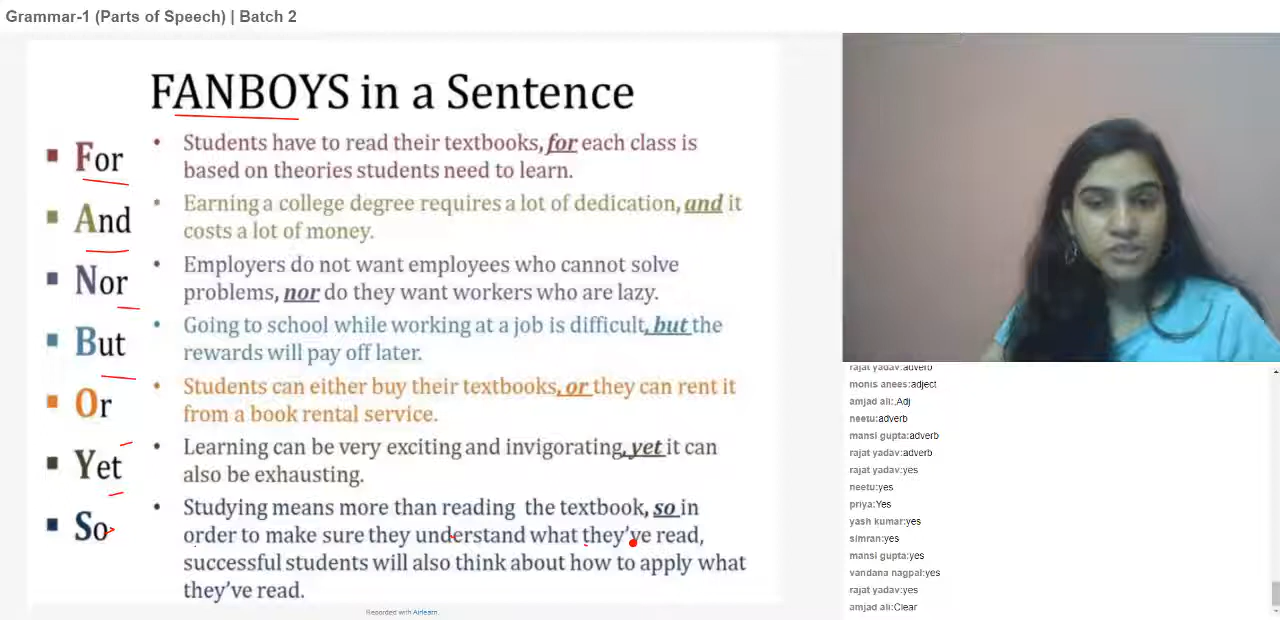 Grammar-1 (Parts of Speech) | Batch 2
FANBOYS in a Sentence
For
Students have to read their textbooks, for each class is
based on theories students need to learn.
And
Earning a college degree requires a lot of dedication, and it
costs a lot of money.
Nor
Employers do not want employees who cannot solve
problems, nor do they want workers who are lazy.
But
Going to school while working at a job is difficult, but the
rewards will pay off later.
Or
Students can either buy their textbooks, or they can rent it
from a book rental service.
Yet
Learning can be very exciting and invigorating, yet it can
also be exhausting.
So
Studying means more than reading the textbook, so in
order to make sure they understand what they've read,
successful students will also think about how to apply what
they've read.
Recorded with Airlearn.
rajat yadav:adverb
monis anees:adject
amjad ali:.Adj
neetu:adverb
mansi gupta:adverb
rajat yadav:adverb
rajat yadav:yes
neetu:yes
priya:Yes
yash kumar:yes
simran:yes
mansi gupta:yes
vandana nagpal:yes
rajat yadav:yes
amjad ali:Clear